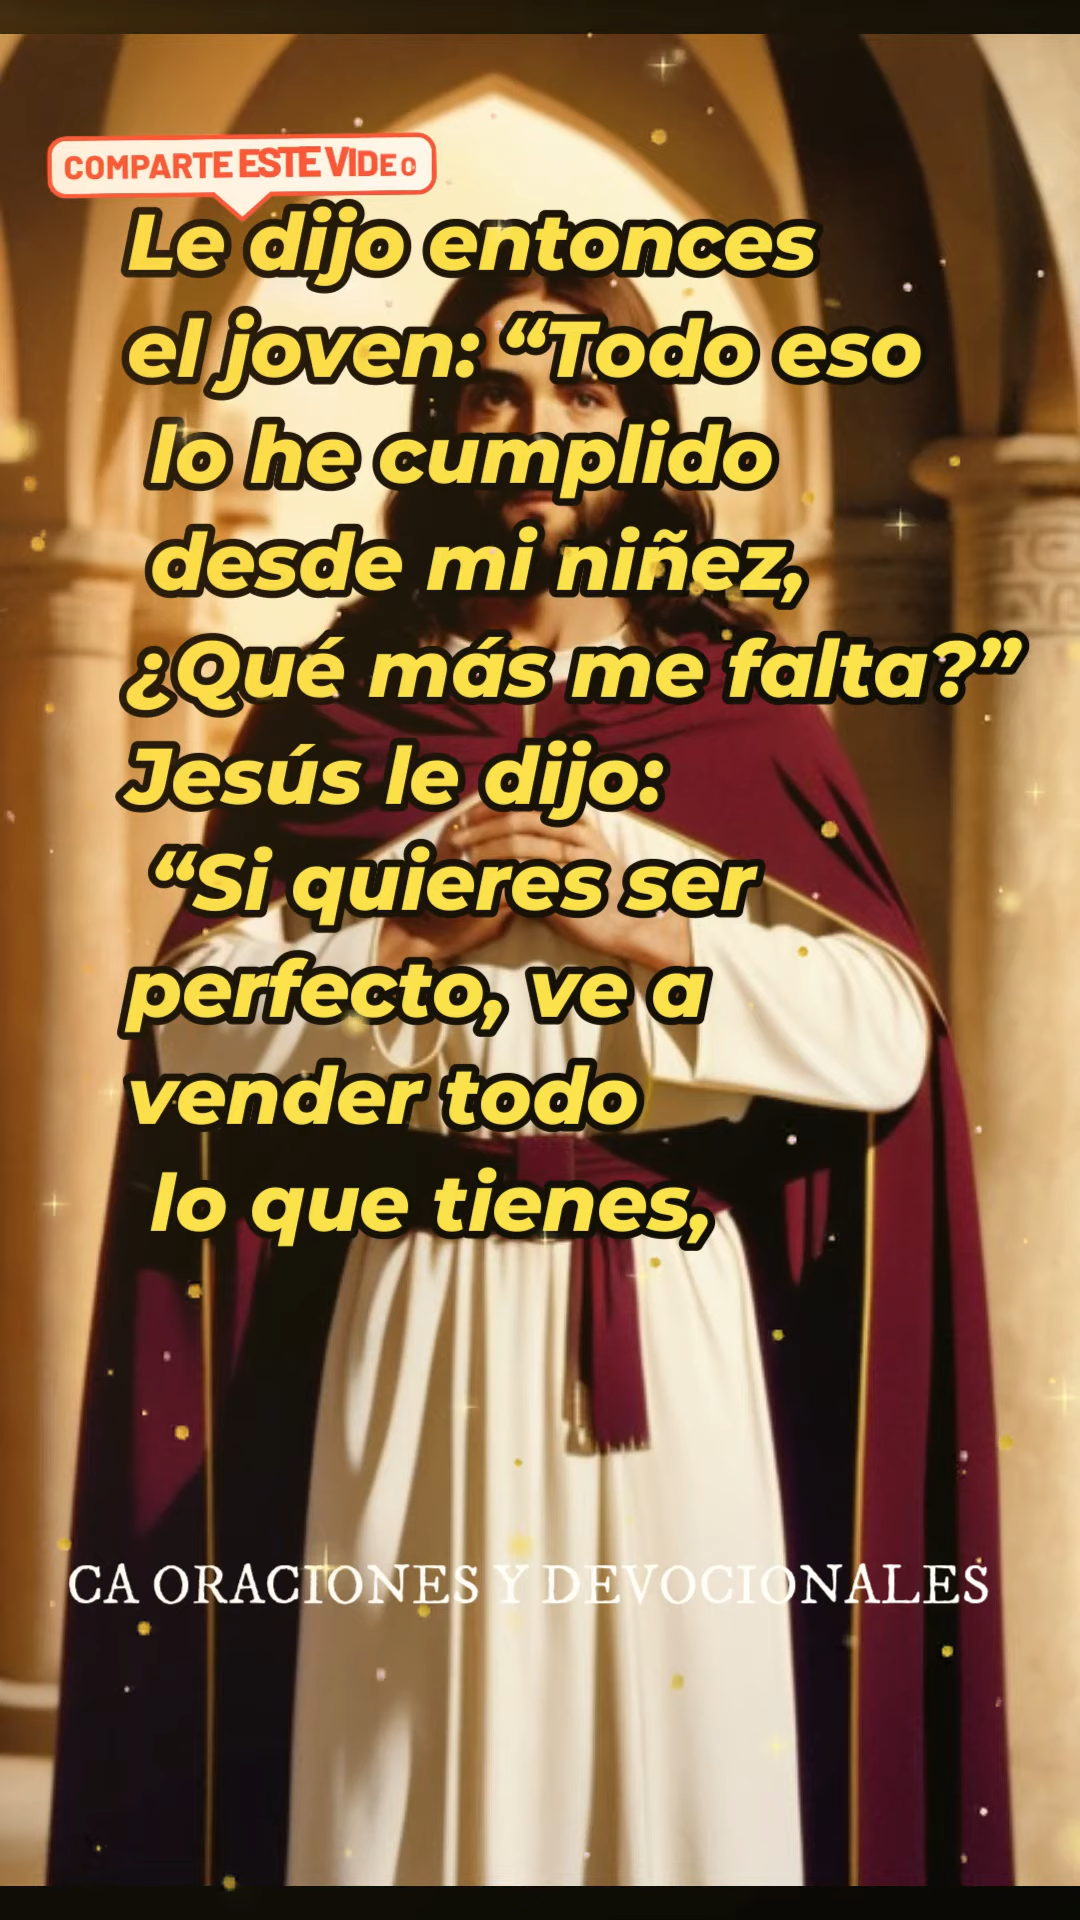 COMPARTE ESTE VIDEO
Le dijo entonces
el joven: “Todo eso
lo he cumplido
desde mi niñez,
¿Qué más me falta?”
Jesús le dijo:
“Si quieres ser
perfecto, ve a
vender todo
lo que tienes,
CA ORACIONES Y DEVOCIONALES